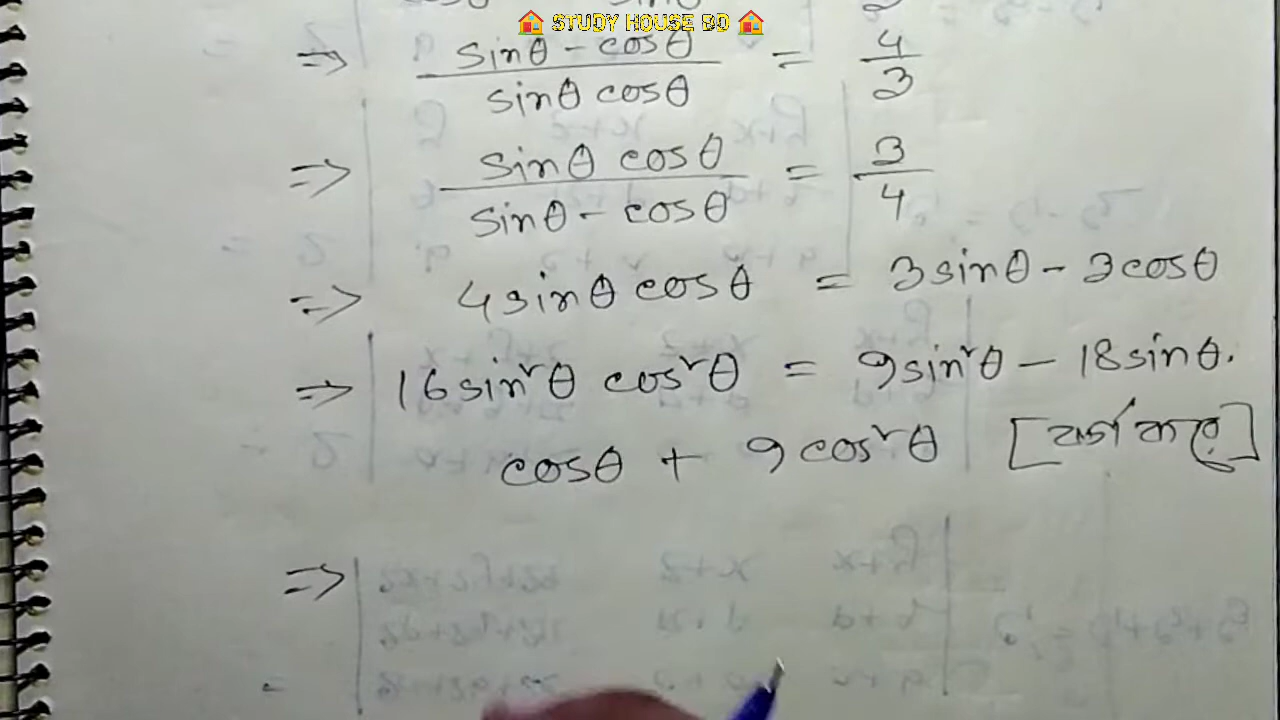 🏠 STUDY HOUSE BD 🏠
⇒ sinθ - cosθ / sinθ cosθ = 4/3
⇒ sinθ cosθ / sinθ - cosθ = 3/4
⇒ 4sinθ cosθ = 3sinθ - 3cosθ
⇒ 16sin²θ cos²θ = 9sin²θ - 18sinθ.
cosθ + 9cos²θ [বর্গ করে]
⇒